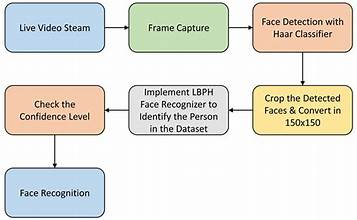 Live Video Steam
Frame Capture
Face Detection with
Haar Classifier
Crop the Detected
Faces & Convert in
150x150
Implement LBPH
Face Recognizer to
Identify the Person
in the Dataset
Check the
Confidence Level
Face Recognition